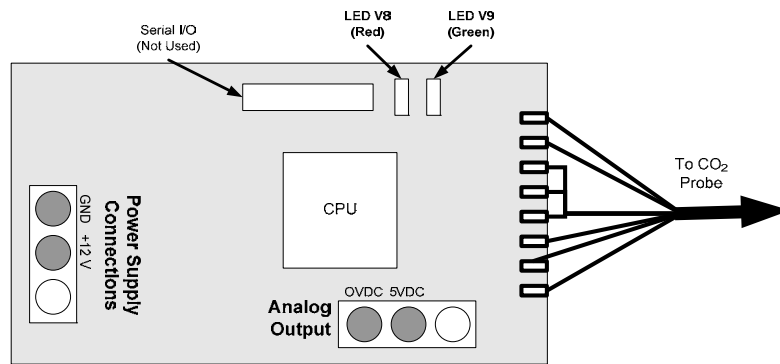 Serial I/O
(Not Used)
LED V8
(Red)
LED V9
(Green)
To CO2
Probe
GND
+12 V
Power Supply
Connections
CPU
Analog
Output
OVDC 5VDC